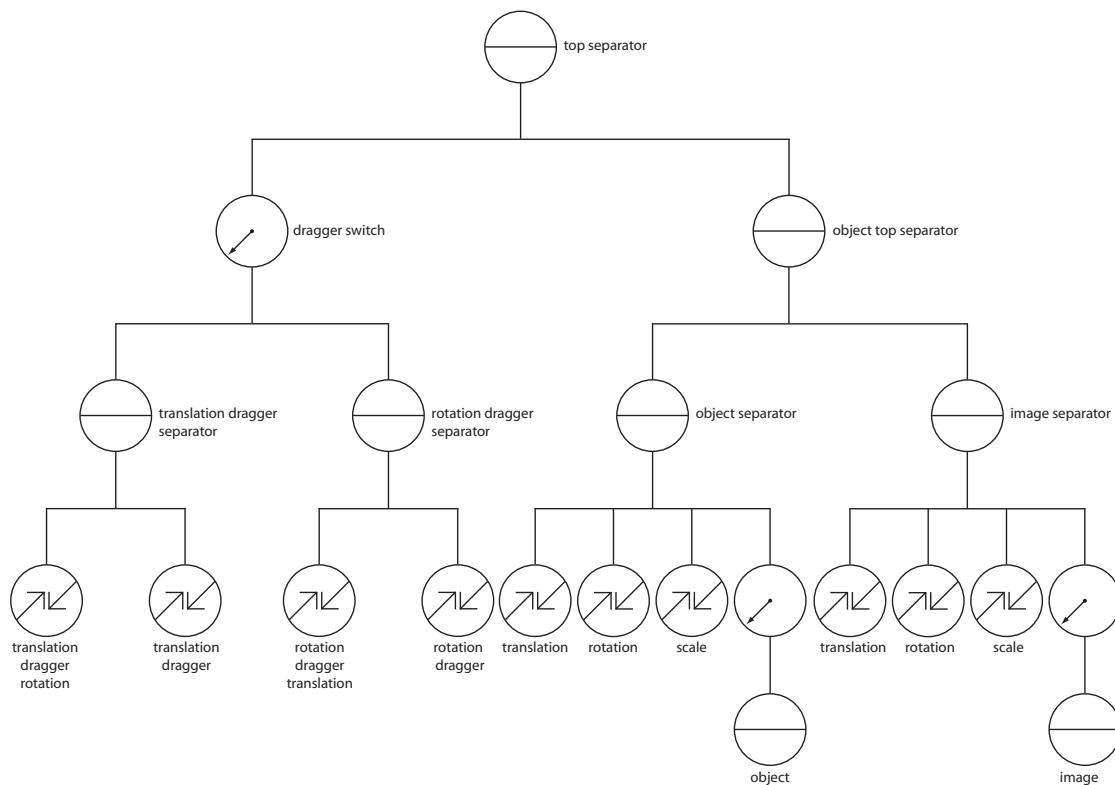 top separator
dragger switch
object top separator
translation dragger
separator
rotation dragger
separator
object separator
image separator
translation
dragger
rotation
translation
dragger
rotation
dragger
translation
rotation
dragger
translation
rotation
scale
translation
rotation
scale
object
image